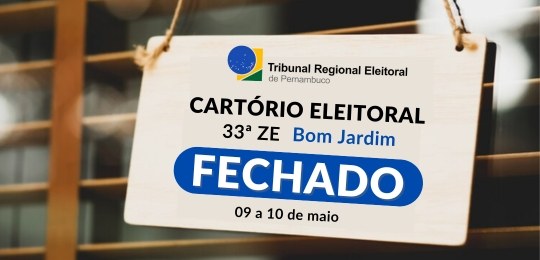 Tribunal Regional Eleitoral
de Pernambuco
CARTÓRIO ELEITORAL
33ª ZE Bom Jardim
FECHADO
09 a 10 de maio